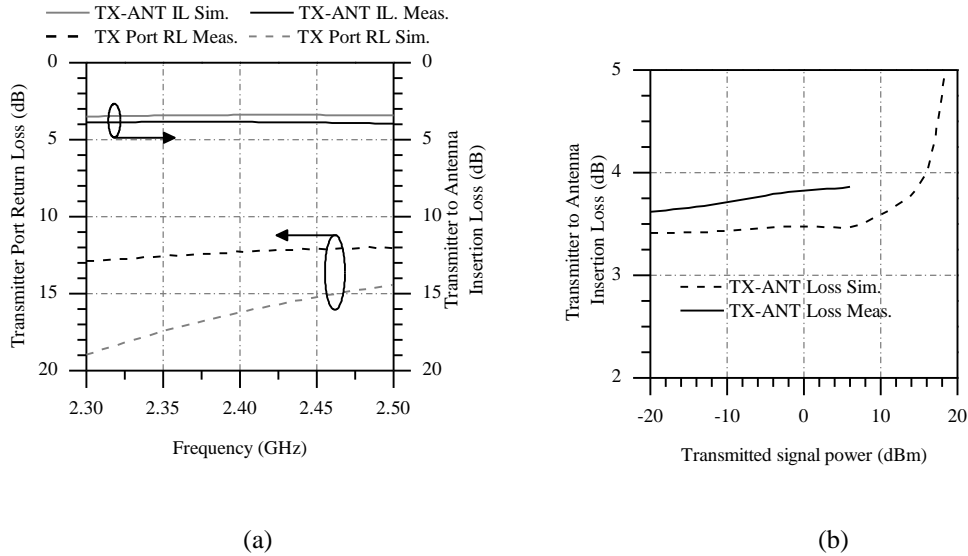 TX-ANT IL Sim.
TX-ANT IL. Meas.
TX Port RL Meas.
TX Port RL Sim.
Transmitter Port Return Loss (dB)
0
5
10
15
20
0
5
10
15
20
Transmitter to Antenna
Insertion Loss (dB)
2.30
2.35
2.40
2.45
2.50
Frequency (GHz)
(a)
Transmitter to Antenna
Insertion Loss (dB)
5
4
3
2
TX-ANT Loss Sim.
TX-ANT Loss Meas.
-20
-10
0
10
20
Transmitted signal power (dBm)
(b)